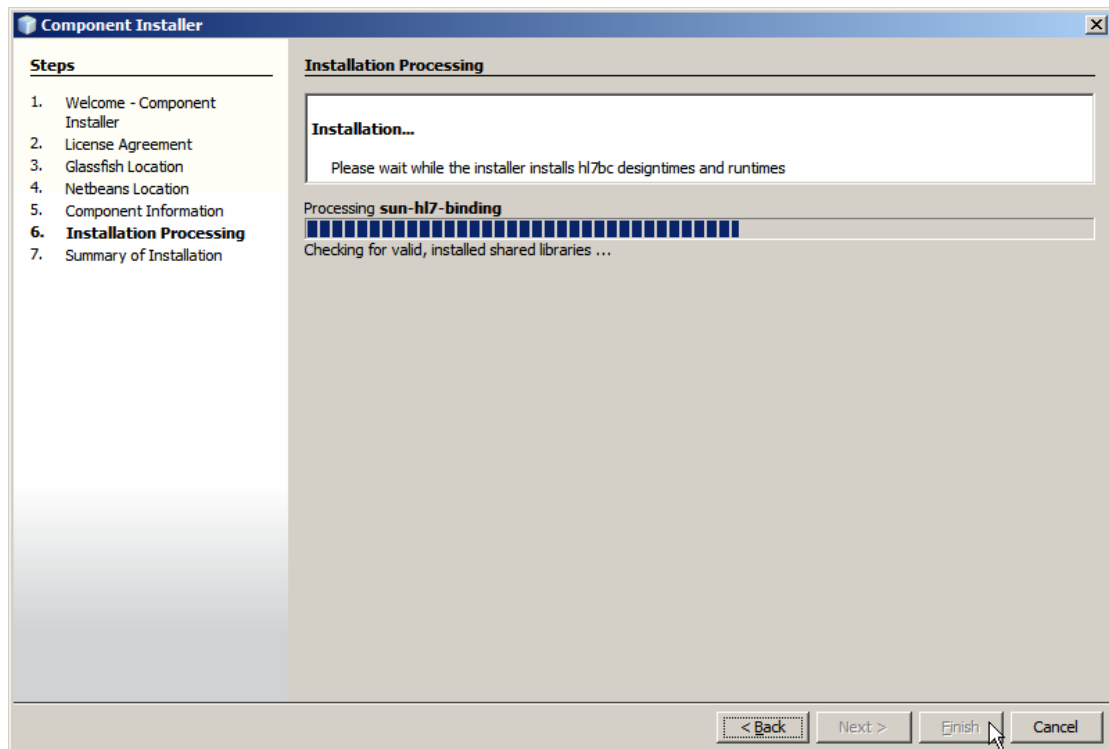 Component Installer
Steps
1. Welcome - Component
Installer
2. License Agreement
3. Glassfish Location
4. Netbeans Location
5. Component Information
6. Installation Processing
7. Summary of Installation
Installation Processing
Installation...
Please wait while the installer installs hl7bc designtimes and runtimes
Processing sun-hl7-binding
Checking for valid, installed shared libraries ...
< Back
Next >
Finish
Cancel